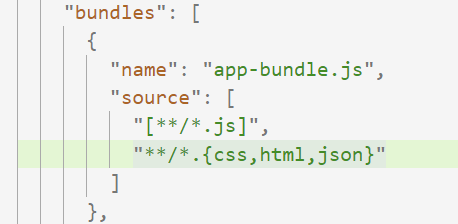 "bundles": [
{
"name": "app-bundle.js",
"source": [
"[**/*.js]",
"**/*.{css,html,json}"
]
},